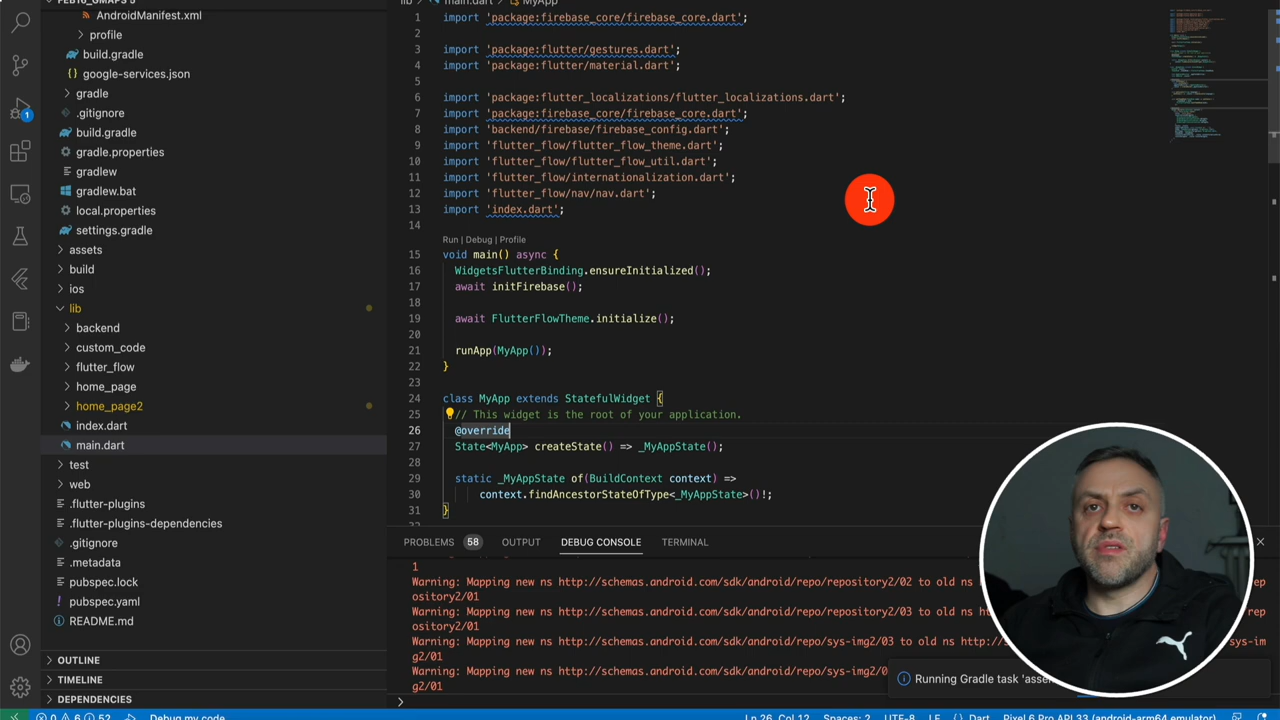 FEB16_GMAPS 5
AndroidManifest.xml
profile
build.gradle
google-services.json
gradle
.gitignore
build.gradle
gradle.properties
gradlew
gradlew.bat
local.properties
settings.gradle
assets
build
ios
lib
backend
custom_code
flutter_flow
home_page
home_page2
index.dart
main.dart
test
web
.flutter-plugins
.flutter-plugins-dependencies
.gitignore
.metadata
pubspec.lock
pubspec.yaml
README.md
OUTLINE
TIMELINE
DEPENDENCIES
1
lib > main.dart > MyApp
1 import 'package:firebase_core/firebase_core.dart';
2
3 import 'package:flutter/gestures.dart';
4 import 'package:flutter/material.dart';
6 import 'package:flutter_localizations/flutter_localizations.dart';
7 import 'package:firebase_core/firebase_core.dart';
8 import 'backend/firebase/firebase_config.dart';
9 import 'flutter_flow/flutter_flow_theme.dart';
10 import 'flutter_flow/flutter_flow_util.dart';
11 import 'flutter_flow/internationalization.dart';
12 import 'flutter_flow/nav/nav.dart';
13 import 'index.dart';
14
Run | Debug | Profile
15 void main() async {
16 WidgetsFlutterBinding.ensureInitialized();
17 await initFirebase();
18
19 await FlutterFlowTheme.initialize();
20
21 runApp(MyApp());
22 }
23
24 class MyApp extends StatefulWidget {
25 // This widget is the root of your application.
26 @override
27 State<MyApp> createState() => _MyAppState();
28
29 static _MyAppState of(BuildContext context) =>
30 context.findAncestorStateOfType<_MyAppState>()!;
31 }
PROBLEMS 58 OUTPUT DEBUG CONSOLE TERMINAL
1
Warning: Mapping new ns http://schemas.android.com/sdk/android/repo/repository2/02 to old ns rep
ository2/01
Warning: Mapping new ns http://schemas.android.com/sdk/android/repo/repository2/03 to old ns rep
ository2/01
Warning: Mapping new ns http://schemas.android.com/sdk/android/repo/sys-img2/03 to old ns http:/ sys-im
g2/01
Warning: Mapping new ns http://schemas.android.com/sdk/android/repo/sys-img2/
g2/01
Running Gradle task
0 6 52 Debug my code Ln 26, Col 12 Spaces: 2 UTF-8 LF {} Dart Pixel 6 Pro API 33 (android-arm64 emulator)